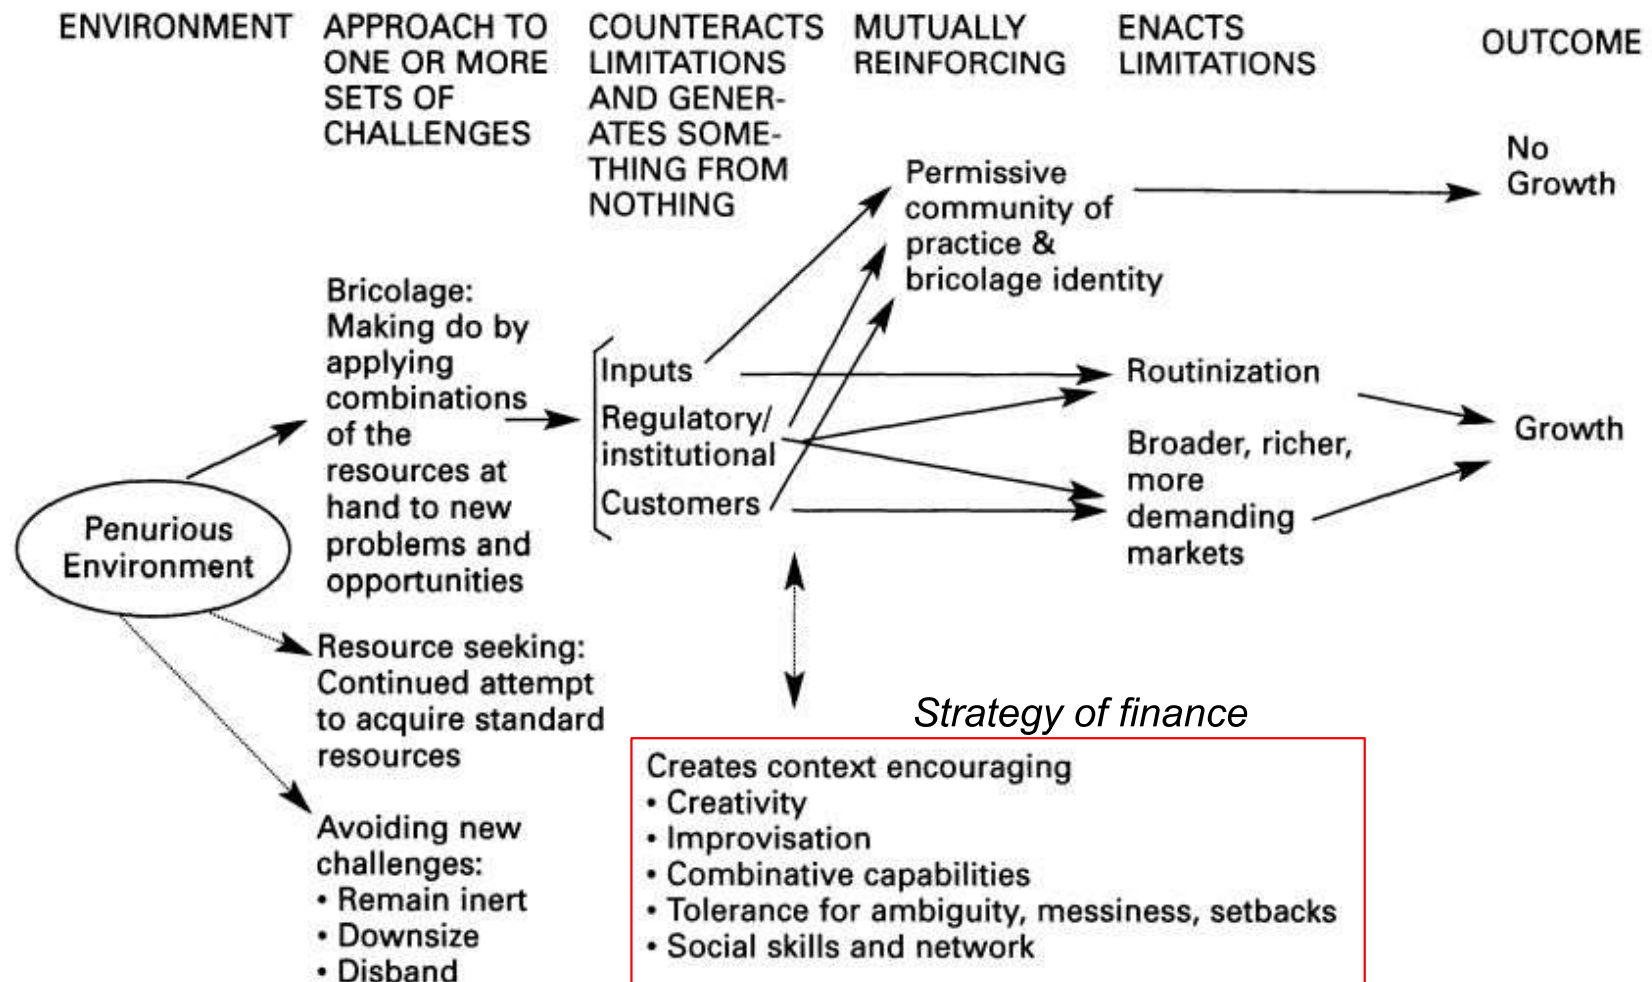 ENVIRONMENT
APPROACH TO
ONE OR MORE
SETS OF
CHALLENGES
COUNTERACTS
LIMITATIONS
AND GENER-
ATES SOME-
THING FROM
NOTHING
MUTUALLY
REINFORCING
ENACTS
LIMITATIONS
OUTCOME
Permissive
community of
practice &
bricolage identity
No
Growth
Bricolage:
Making do by
applying
combinations
of the
resources at
hand to new
problems and
opportunities
Inputs
Regulatory/
institutional
Customers
Routinization
Broader, richer,
more
demanding
markets
Growth
Penurious
Environment
Resource seeking:
Continued attempt
to acquire standard
resources
Avoiding new
challenges:
• Remain inert
• Downsize
• Disband
Strategy of finance
Creates context encouraging
• Creativity
• Improvisation
• Combinative capabilities
• Tolerance for ambiguity, messiness, setbacks
• Social skills and network